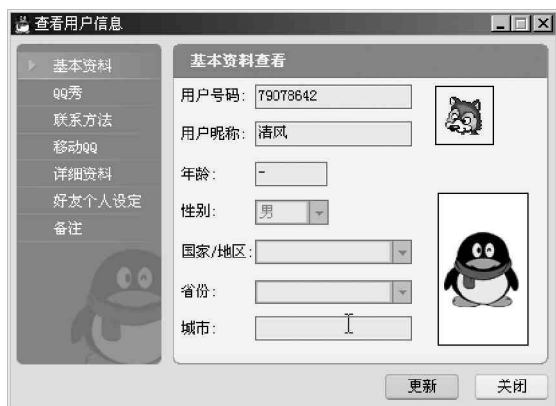 查看用户信息
基本资料
QQ秀
联系方法
移动QQ
详细资料
好友个人设定
备注
基本资料查看
用户号码: 79078642
用户昵称: 清风
年龄: -
性别: 男
国家/地区:
省份:
城市:
更新 关闭